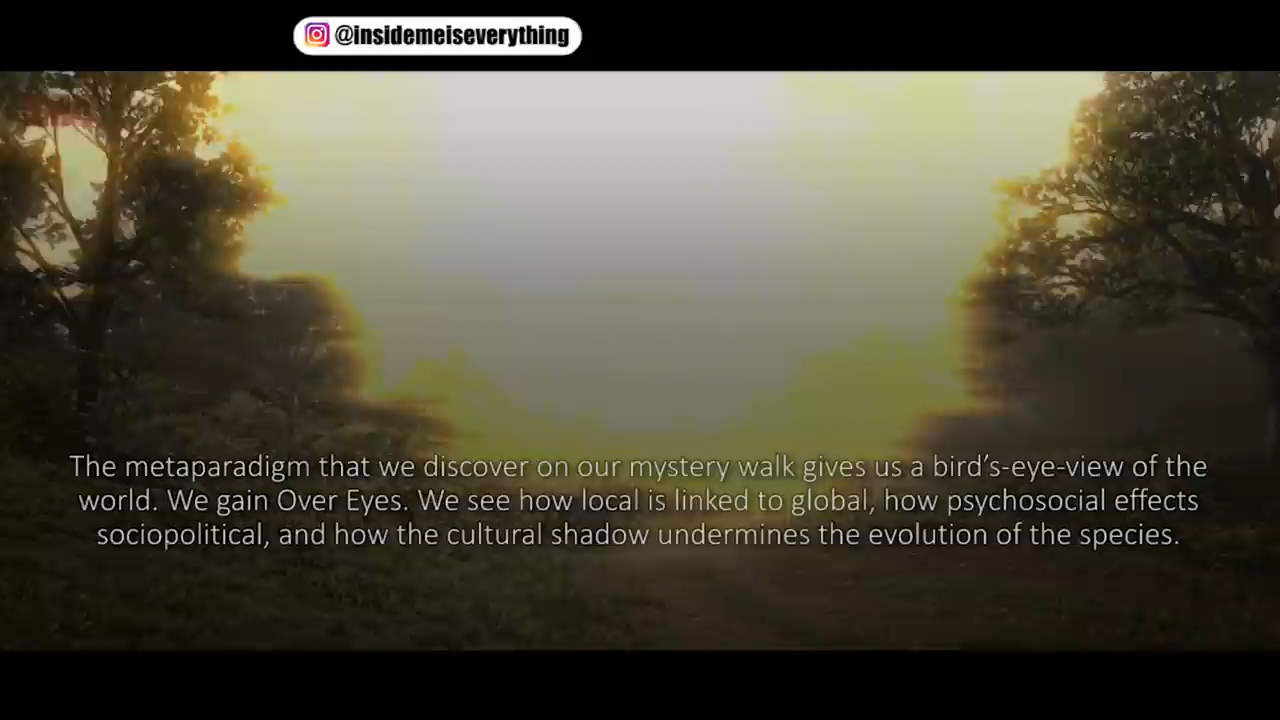 @insidemeiseverything
The metaparadigm that we discover on our mystery walk gives us a bird’s-eye-view of the
world. We gain Over Eyes. We see how local is linked to global, how psychosocial effects
sociopolitical, and how the cultural shadow undermines the evolution of the species.